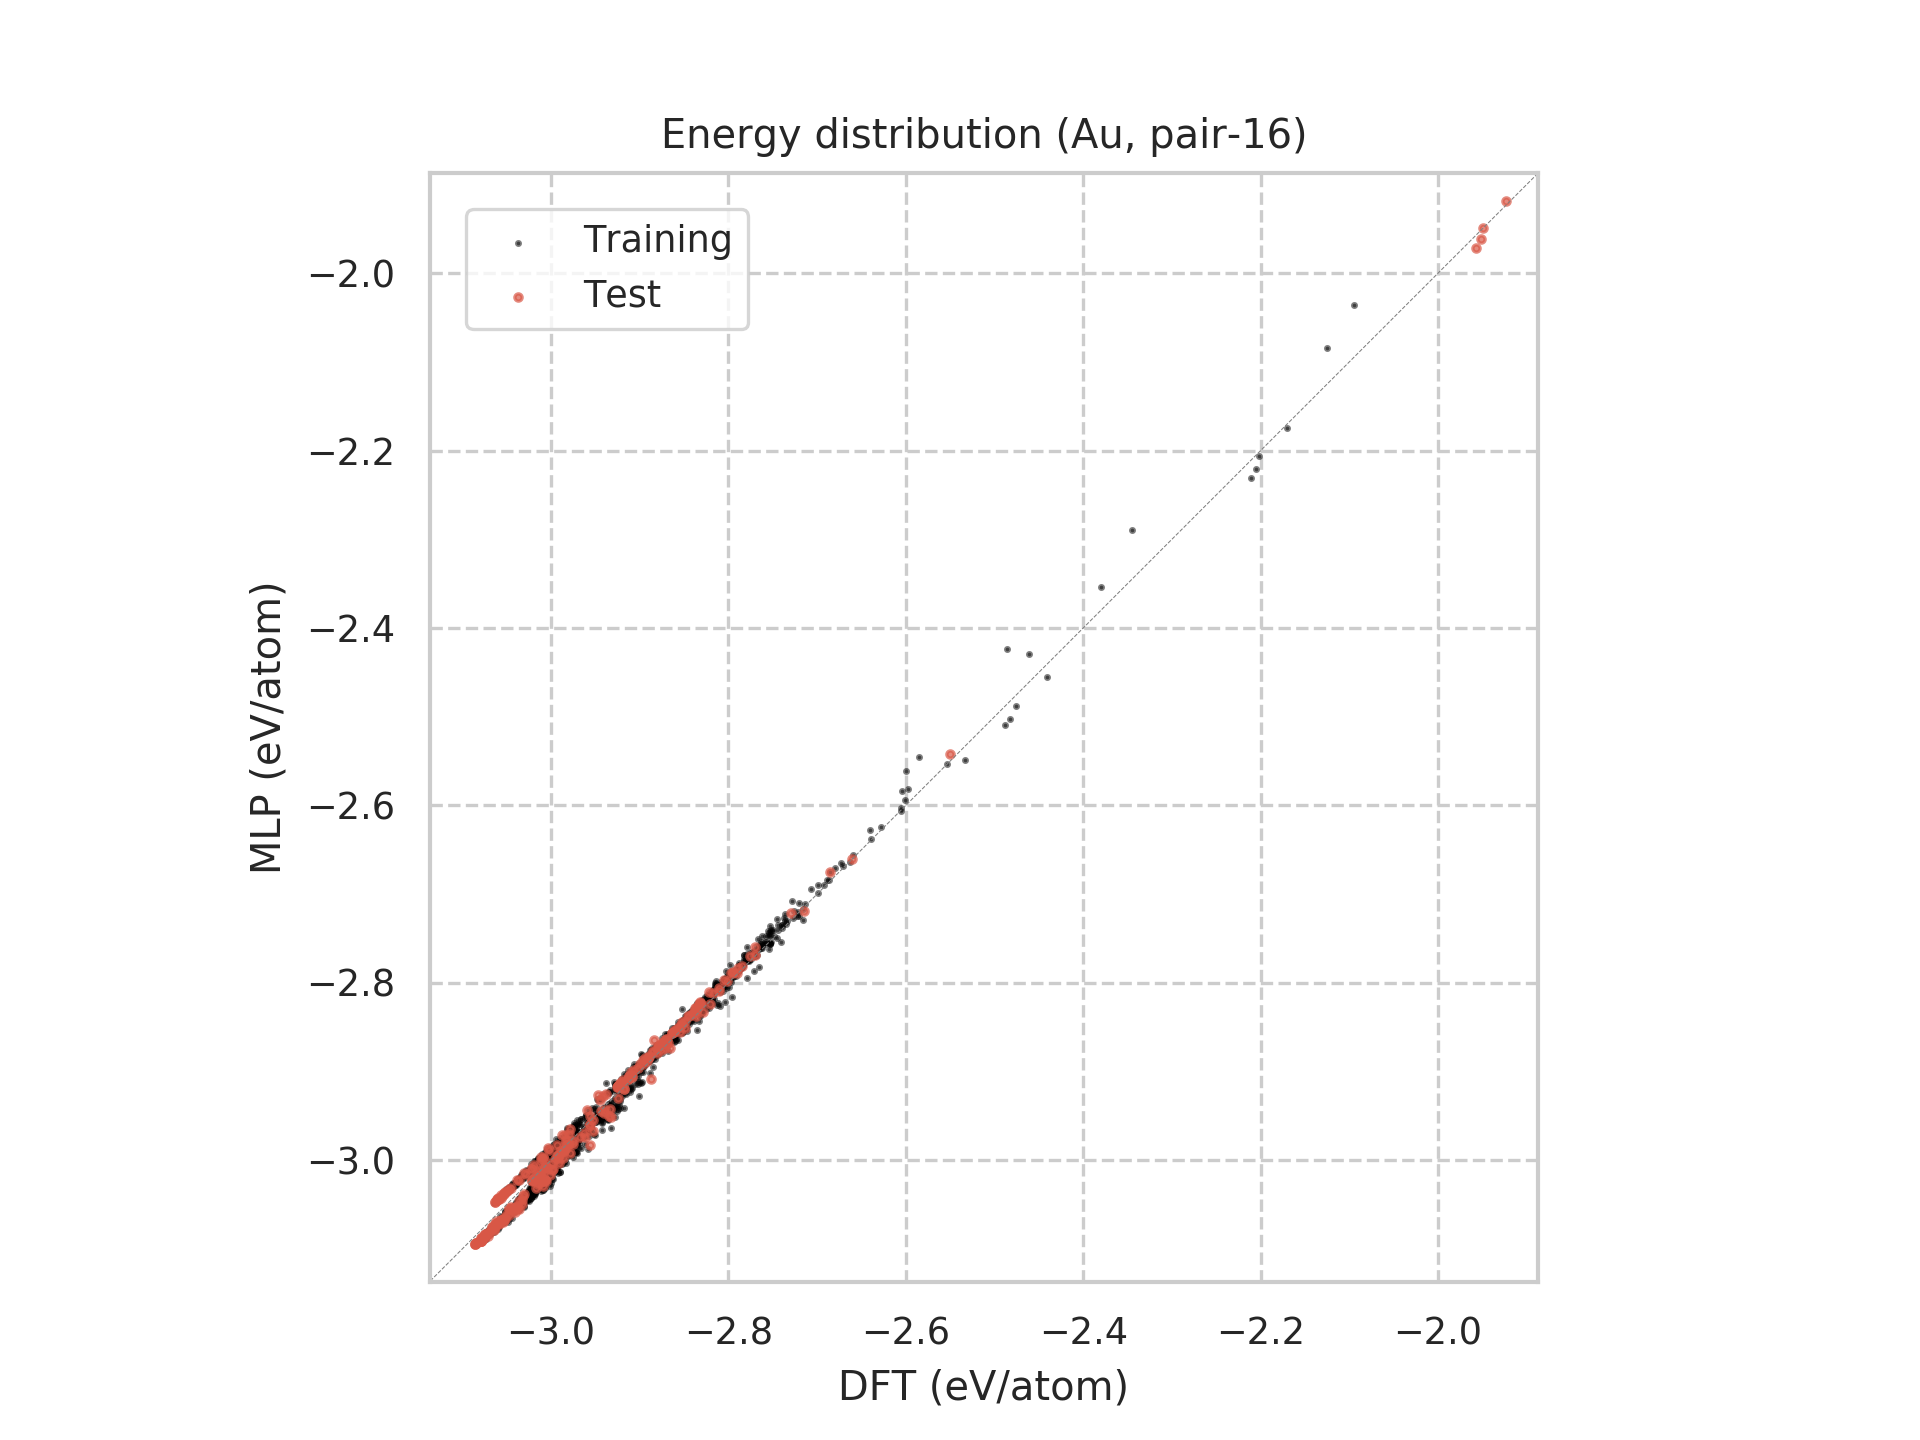 Energy distribution (Au, pair-16)
Training
Test
−2.0
−2.2
−2.4
−2.6
−2.8
−3.0
MLP (eV/atom)
−3.0 −2.8 −2.6 −2.4 −2.2 −2.0
DFT (eV/atom)